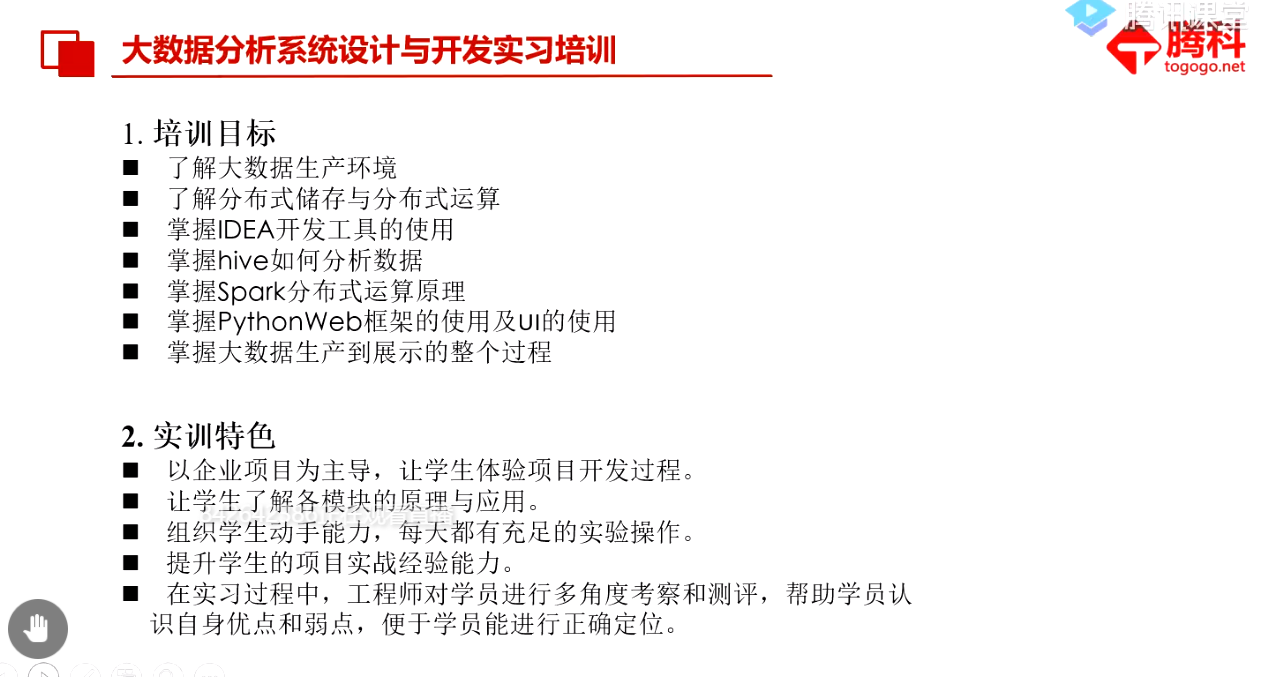 大数据分析系统设计与开发实习培训
腾讯课堂
腾科
togogo.net
1. 培训目标
■ 了解大数据生产环境
■ 了解分布式储存与分布式运算
■ 掌握IDEA开发工具的使用
■ 掌握hive如何分析数据
■ 掌握Spark分布式运算原理
■ 掌握PythonWeb框架的使用及UI的使用
■ 掌握大数据生产到展示的整个过程
2. 实训特色
■ 以企业项目为主导，让学生体验项目开发过程。
■ 让学生了解各模块的原理与应用。
■ 组织学生动手能力，每天都有充足的实验操作。
■ 提升学生的项目实战经验能力。
■ 在实习过程中，工程师对学员进行多角度考察和测评，帮助学员认
识自身优点和弱点，便于学员能进行正确定位。